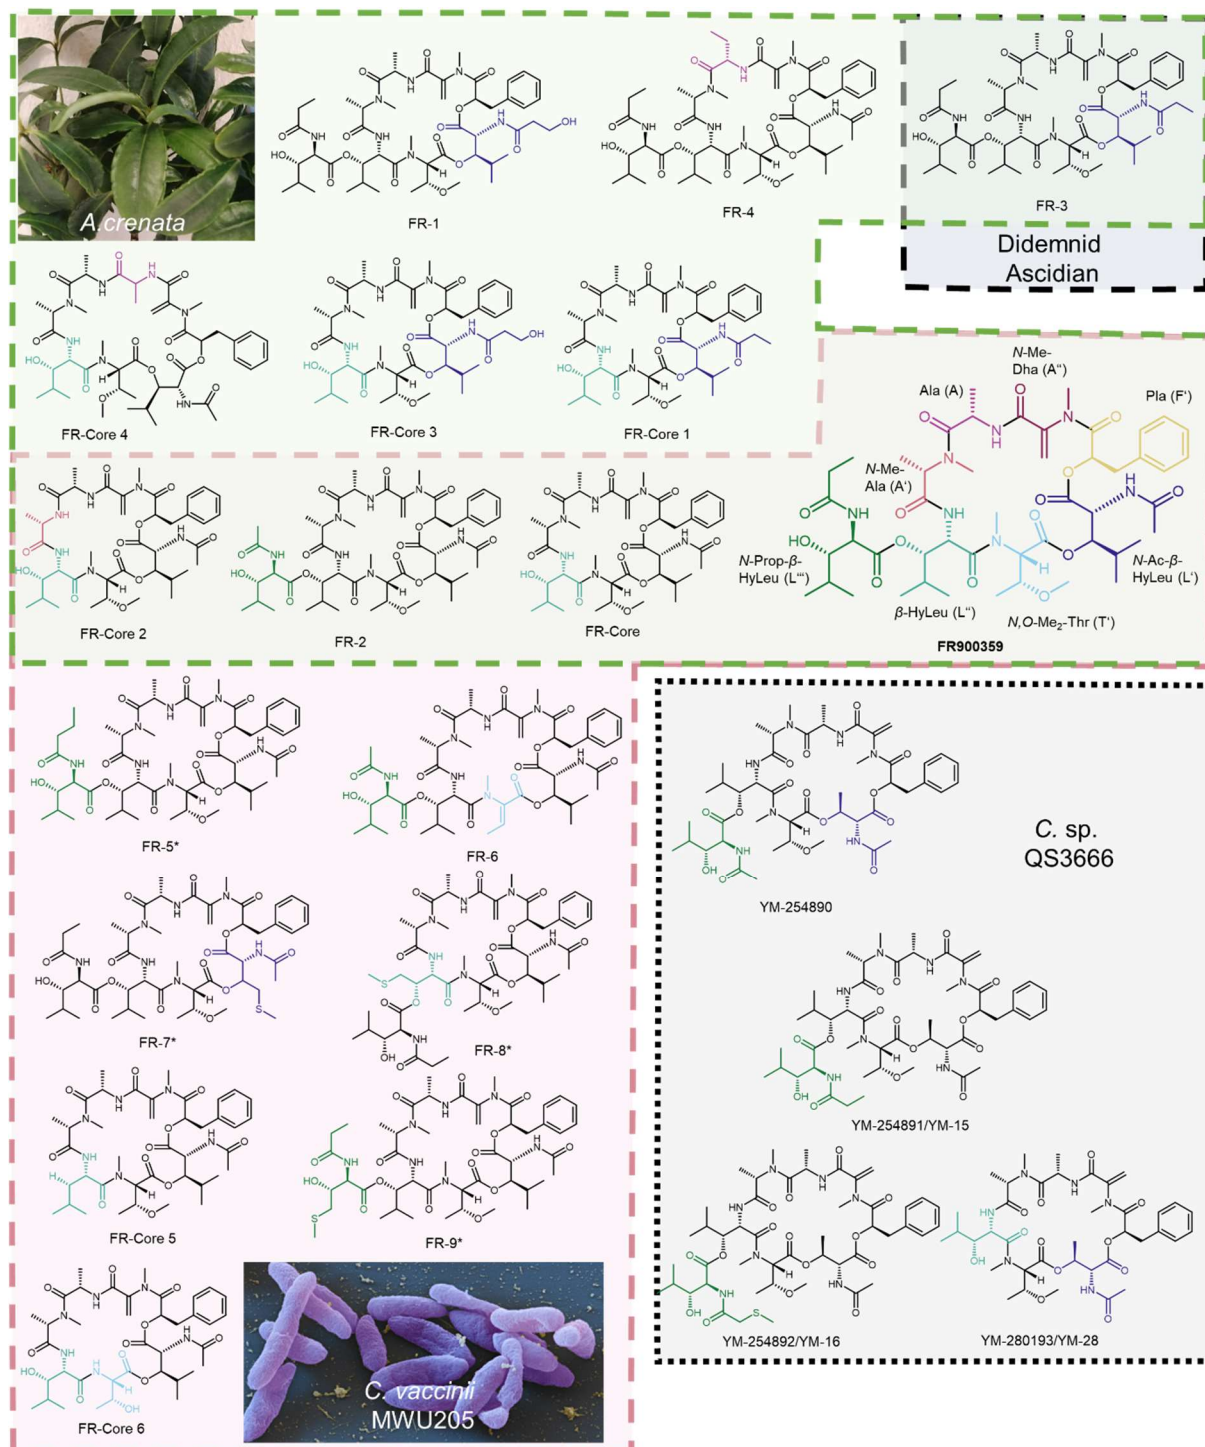 A.crenata
FR-1
FR-4
FR-3
Didemnid
Ascidian
FR-Core 4
FR-Core 3
FR-Core 1
N-Me-
Dha (A'')
Ala (A)
Pla (F')
N-Me-
Ala (A')
N-Prop-β-
HyLeu (L''')
N-Ac-β-
HyLeu (L')
β-HyLeu (L'')
N,O-Me2-Thr (T')
FR900359
FR-Core 2
FR-2
FR-Core
FR-5*
FR-6
FR-7*
FR-8*
FR-Core 5
FR-9*
FR-Core 6
C. vaccinii
MWU205
C. sp.
QS3666
YM-254890
YM-254891/YM-15
YM-254892/YM-16
YM-280193/YM-28